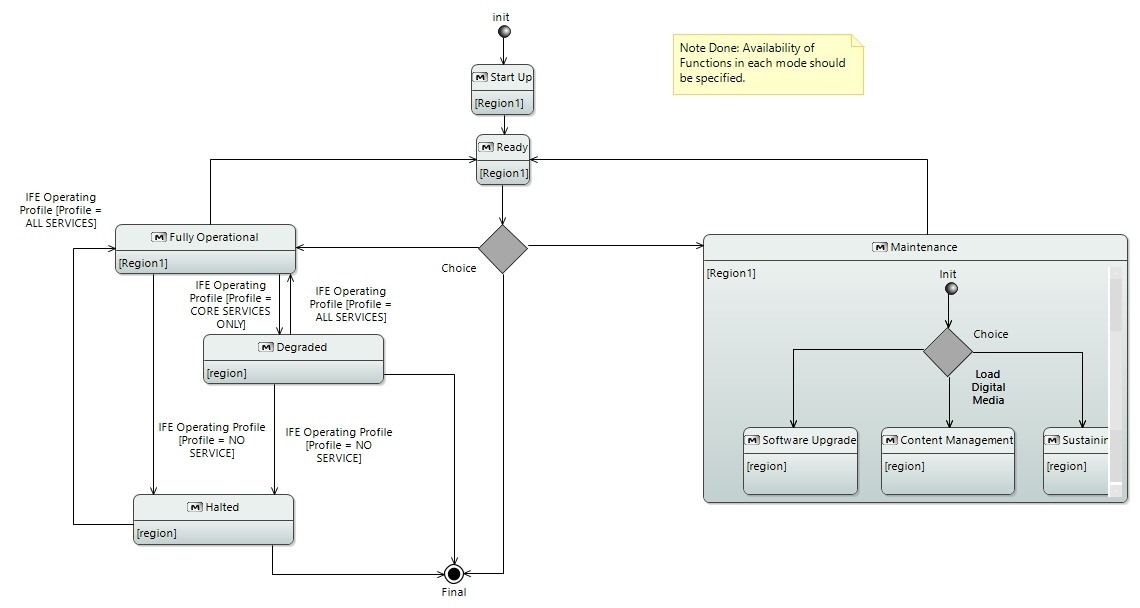 init
Note Done: Availability of
Functions in each mode should
be specified.
M Start Up
[Region1]
M Ready
[Region1]
IFE Operating
Profile [Profile =
ALL SERVICES]
M Fully Operational
[Region1]
Choice
M Maintenance
[Region1]
Init
Choice
Load
Digital
Media
IFE Operating
Profile [Profile =
CORE SERVICES
ONLY]
IFE Operating
Profile [Profile =
ALL SERVICES]
M Degraded
[region]
IFE Operating Profile
[Profile = NO
SERVICE]
IFE Operating Profile
[Profile = NO
SERVICE]
M Software Upgrade
[region]
M Content Management
[region]
M Sustainin
[region]
M Halted
[region]
Final